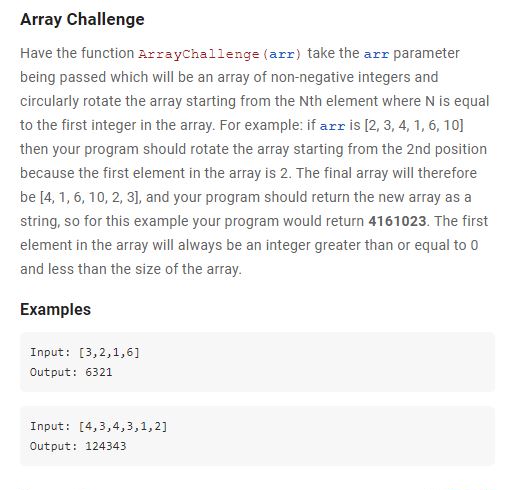 Array Challenge
Have the function ArrayChallenge(arr) take the arr parameter
being passed which will be an array of non-negative integers and
circularly rotate the array starting from the Nth element where N is equal
to the first integer in the array. For example: if arr is [2, 3, 4, 1, 6, 10]
then your program should rotate the array starting from the 2nd position
because the first element in the array is 2. The final array will therefore
be [4, 1, 6, 10, 2, 3], and your program should return the new array as a
string, so for this example your program would return 4161023. The first
element in the array will always be an integer greater than or equal to 0
and less than the size of the array.
Examples
Input: [3,2,1,6]
Output: 6321
Input: [4,3,4,3,1,2]
Output: 124343